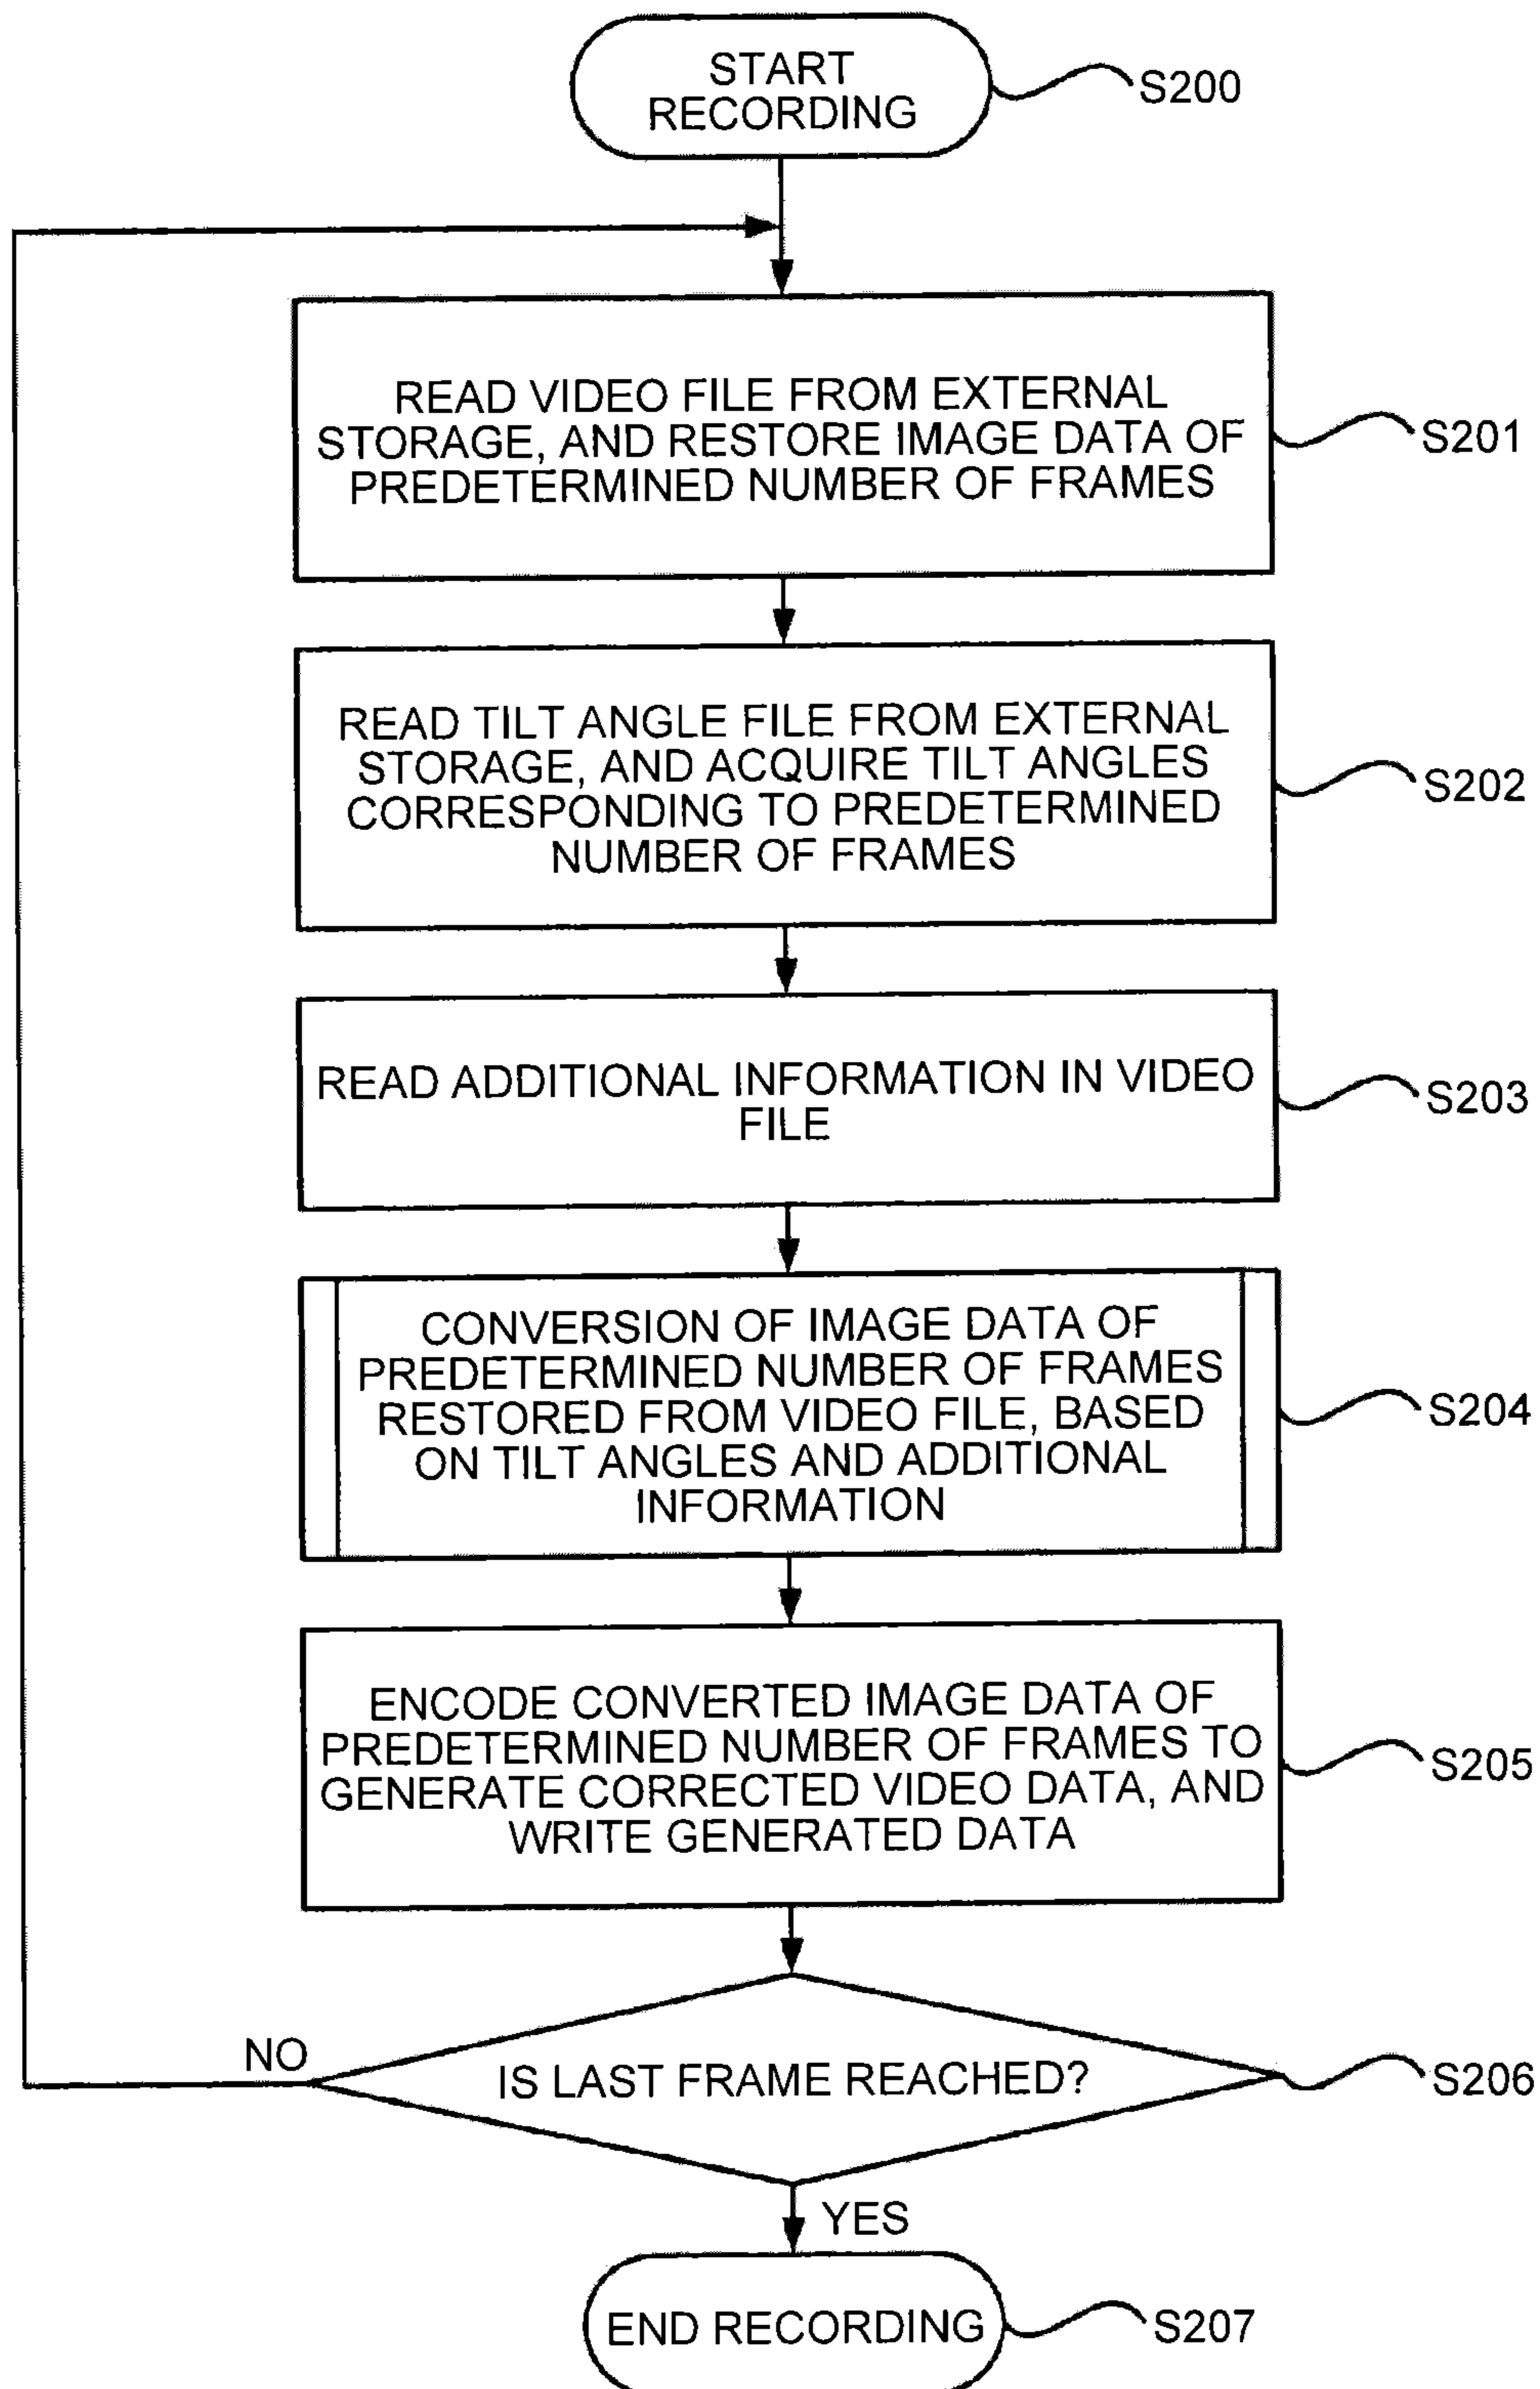 START
RECORDING
S200
READ VIDEO FILE FROM EXTERNAL
STORAGE, AND RESTORE IMAGE DATA OF
PREDETERMINED NUMBER OF FRAMES
S201
READ TILT ANGLE FILE FROM EXTERNAL
STORAGE, AND ACQUIRE TILT ANGLES
CORRESPONDING TO PREDETERMINED
NUMBER OF FRAMES
S202
READ ADDITIONAL INFORMATION IN VIDEO
FILE
S203
CONVERSION OF IMAGE DATA OF
PREDETERMINED NUMBER OF FRAMES
RESTORED FROM VIDEO FILE, BASED
ON TILT ANGLES AND ADDITIONAL
INFORMATION
S204
ENCODE CONVERTED IMAGE DATA OF
PREDETERMINED NUMBER OF FRAMES TO
GENERATE CORRECTED VIDEO DATA, AND
WRITE GENERATED DATA
S205
NO
IS LAST FRAME REACHED?
S206
YES
END RECORDING
S207